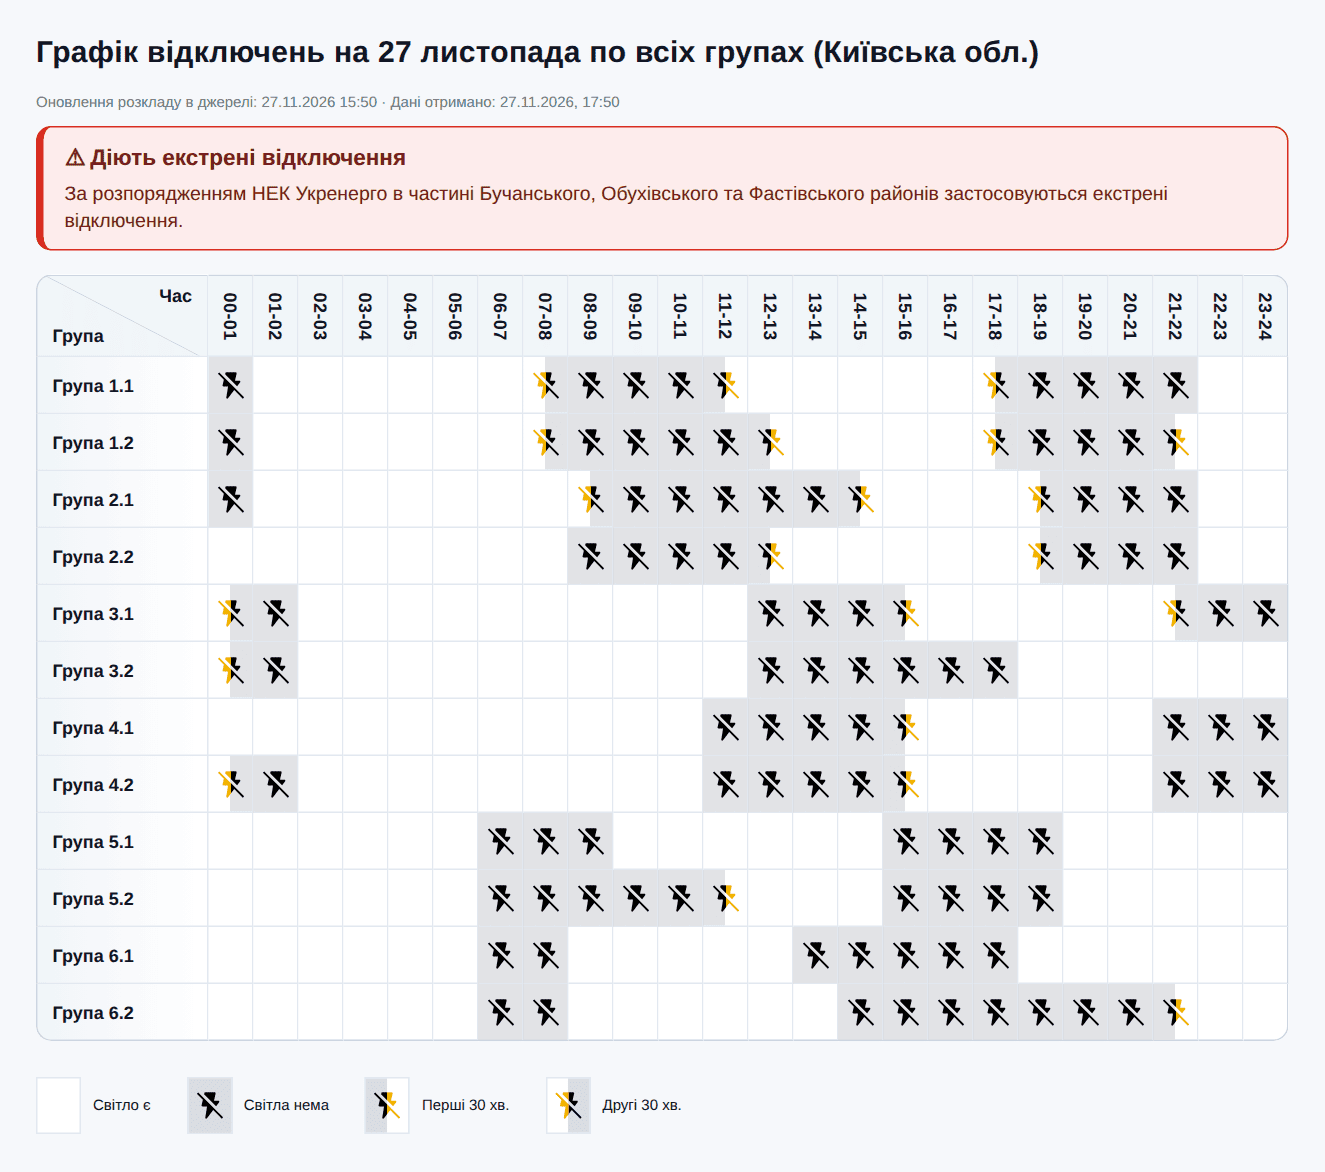 Графік відключень на 27 листопада по всіх групах (Київська обл.)
Оновлення розкладу в джерелі: 27.11.2026 15:50 · Дані отримано: 27.11.2026, 17:50
⚠ Діють екстрені відключення
За розпорядженням НЕК Укренерго в частині Бучанського, Обухівського та Фастівського районів застосовуються екстрені
відключення.
Час
Група
00-01 01-02 02-03 03-04 04-05 05-06 06-07 07-08 08-09 09-10 10-11 11-12 12-13 13-14 14-15 15-16 16-17 17-18 18-19 19-20 20-21 21-22 22-23 23-24
Група 1.1
Група 1.2
Група 2.1
Група 2.2
Група 3.1
Група 3.2
Група 4.1
Група 4.2
Група 5.1
Група 5.2
Група 6.1
Група 6.2
Світло є Світла нема Перші 30 хв. Другі 30 хв.